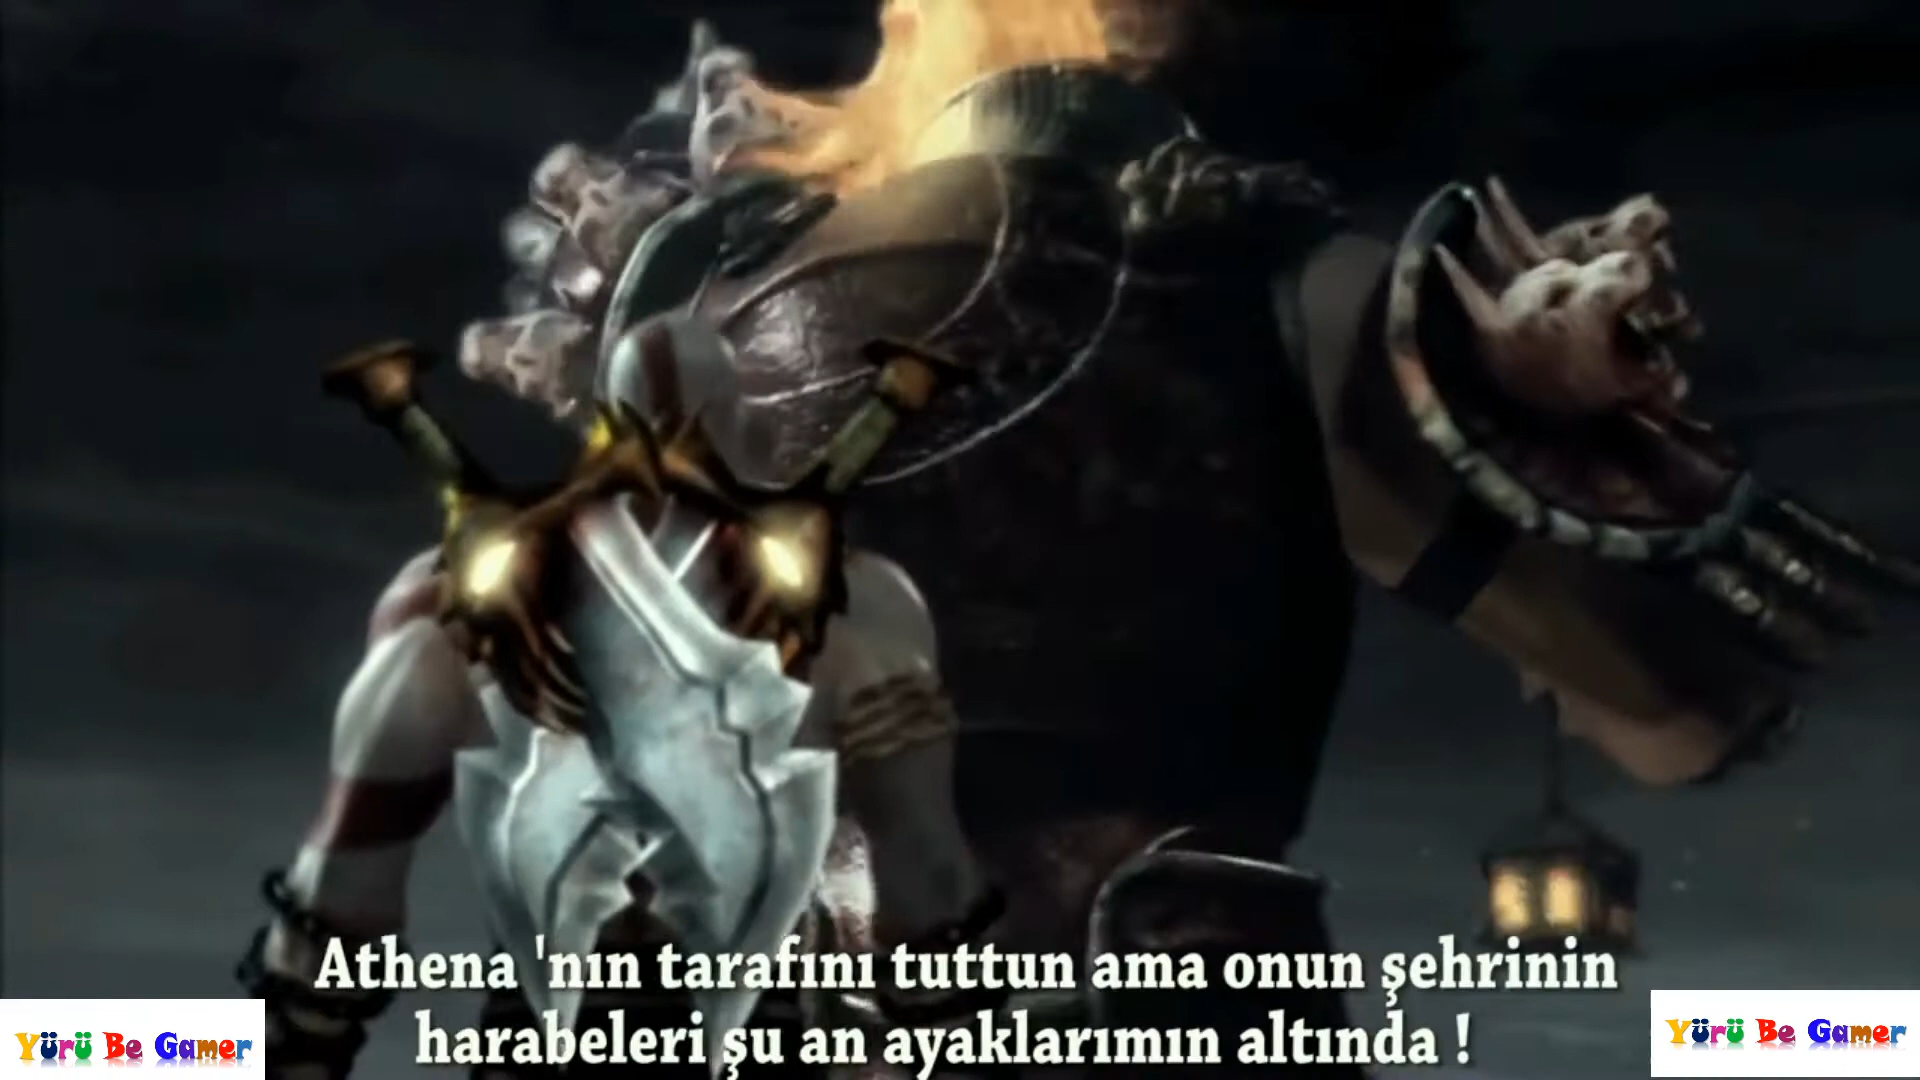 Athena 'nın tarafını tuttun ama onun şehrinin
harabeleri şu an ayaklarımın altında !
Yürü Be Gamer
Yürü Be Gamer